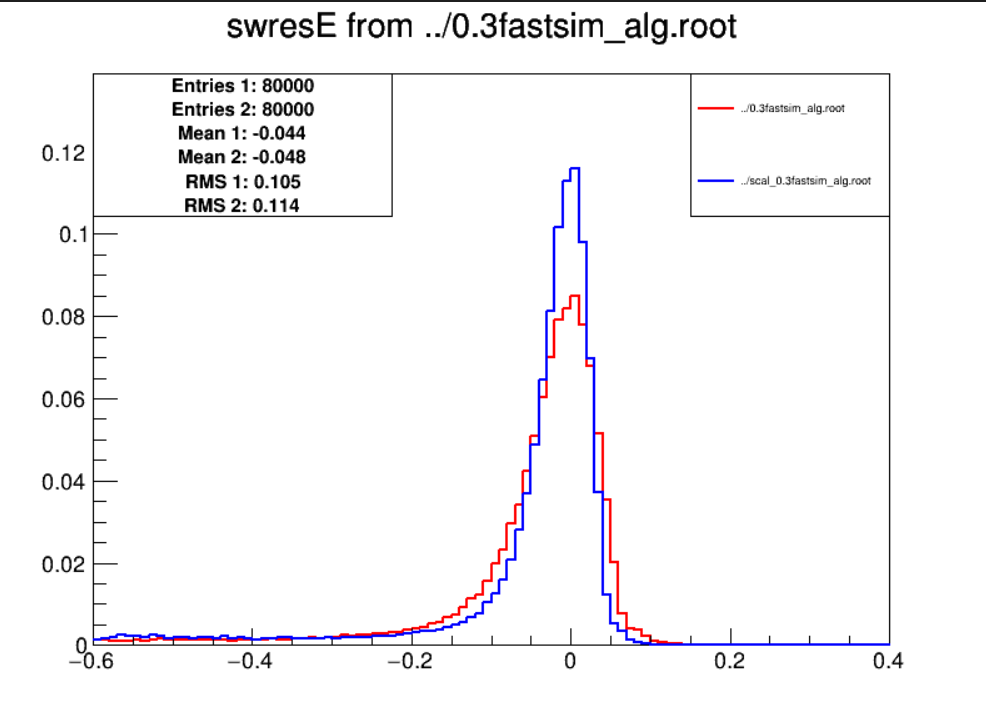 swresE from ../0.3fastsim_alg.root
Entries 1: 80000
Entries 2: 80000
Mean 1: -0.044
Mean 2: -0.048
RMS 1: 0.105
RMS 2: 0.114
../0.3fastsim_alg.root
../scal_0.3fastsim_alg.root
0.12
0.1
0.08
0.06
0.04
0.02
0
−0.6 −0.4 −0.2 0 0.2 0.4